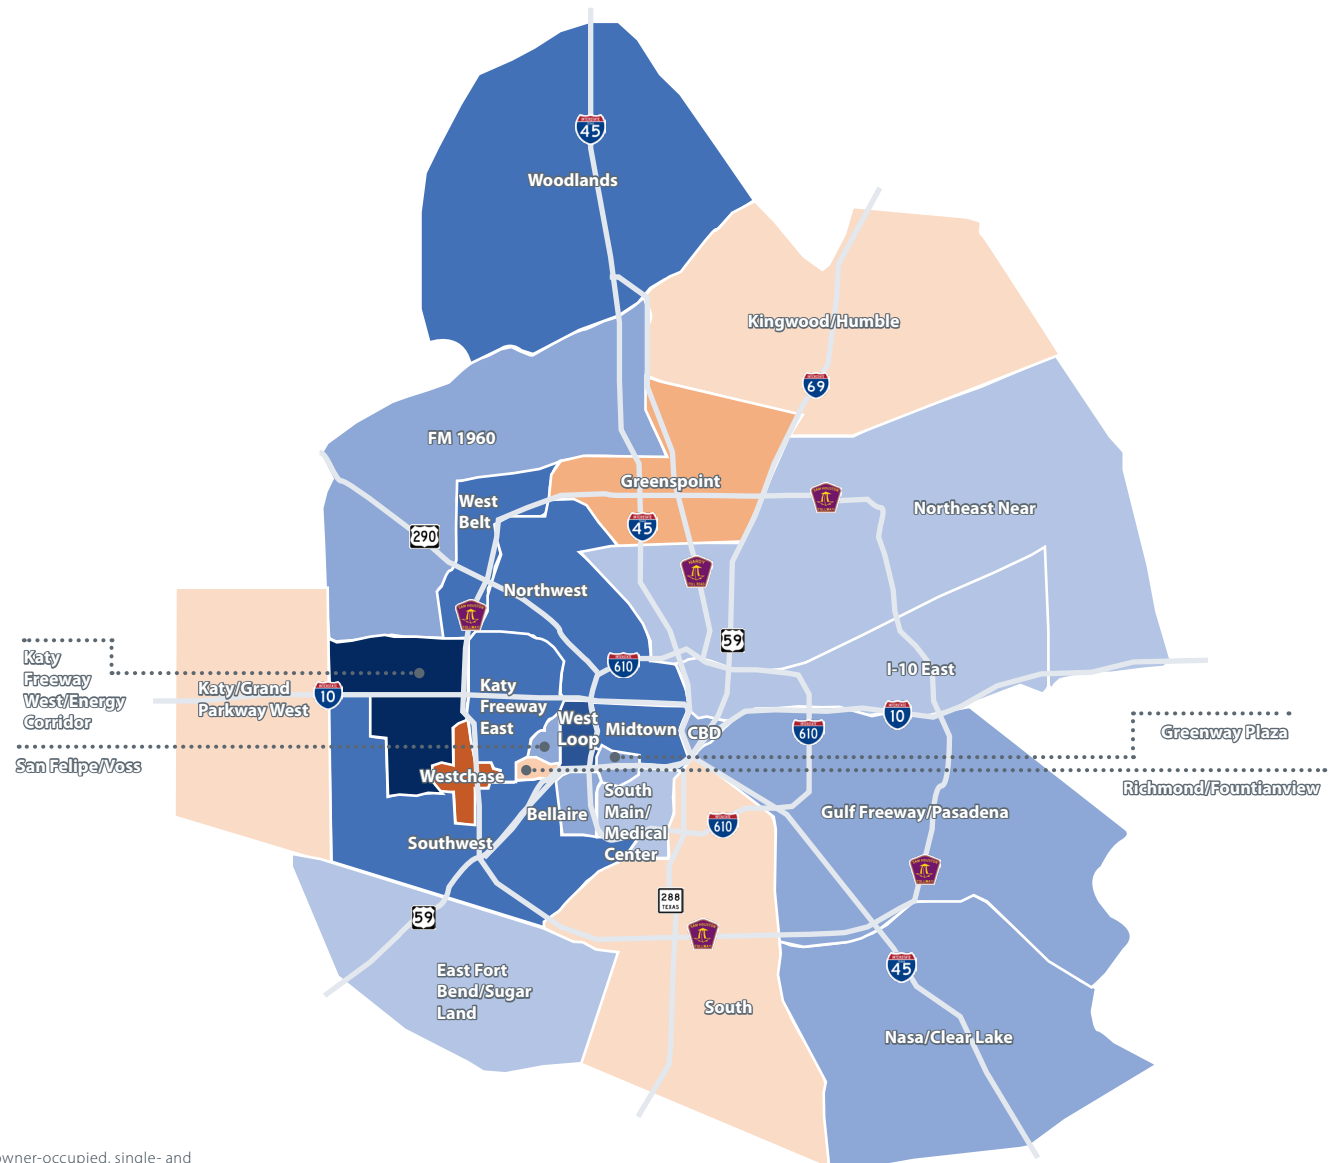 45
Woodlands
Kingwood/Humble
69
FM 1960
Greenspoint
West
Belt
Northeast Near
45
290
Northwest
59
Katy
Freeway
West/Energy
Corridor
610
I-10 East
Katy/Grand
Parkway West
10
Katy
Freeway
East
West
Loop
Midtown
CBD
610
10
Greenway Plaza
San Felipe/Voss
Westchase
Richmond/Fountianview
South
Main/
Medical
Center
Bellaire
610
Gulf Freeway/Pasadena
Southwest
288
TEXAS
59
East Fort
Bend/Sugar
Land
45
South
Nasa/Clear Lake
owner-occupied, single- and